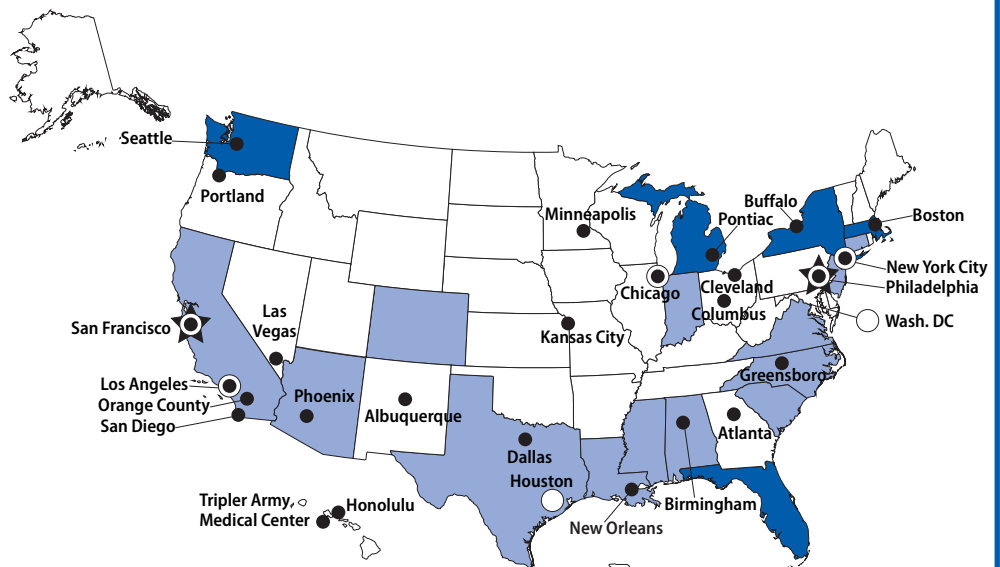 Seattle
Portland
Minneapolis
Buffalo
Pontiac
Boston
New York City
Philadelphia
Chicago
Cleveland
Columbus
Wash. DC
San Francisco
Las
Vegas
Kansas City
Los Angeles
Orange County
San Diego
Phoenix
Albuquerque
Greensboro
Atlanta
Dallas
Houston
Birmingham
New Orleans
Tripler Army
Medical Center
Honolulu